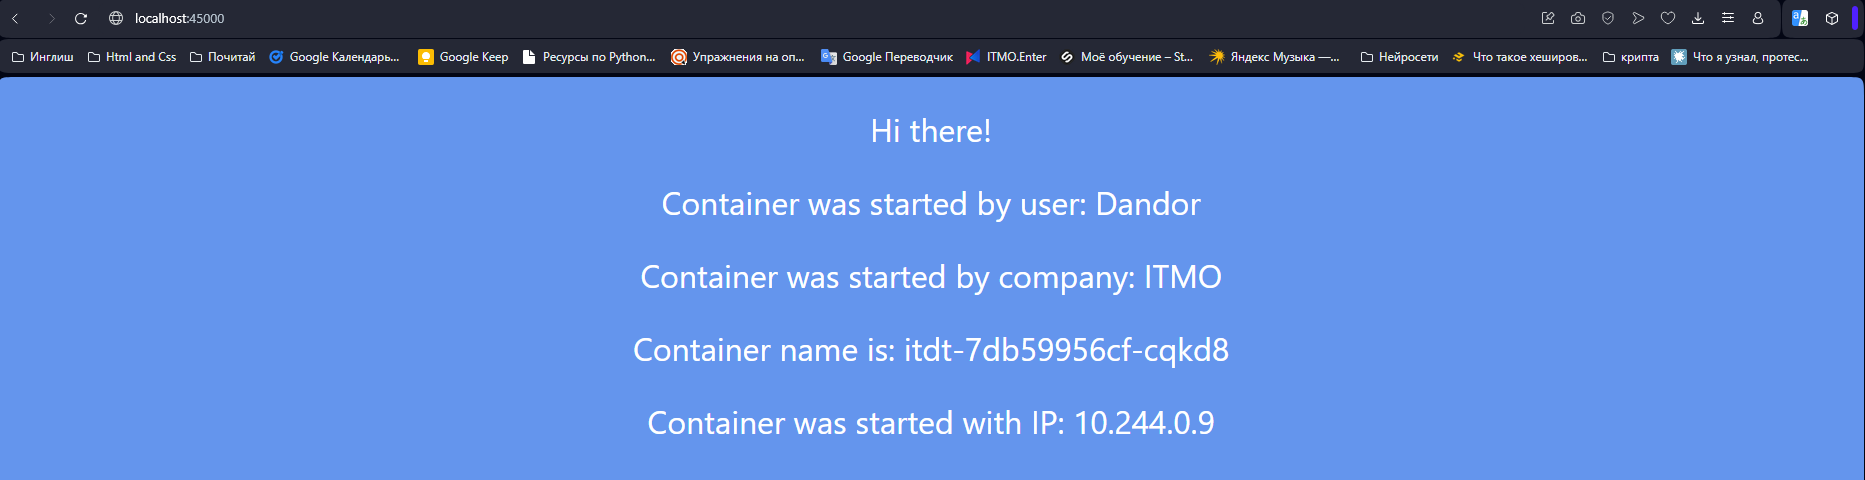 localhost:45000
Инглиш Html and Css Почитай Google Календарь... Google Keep Ресурсы по Python... Упражнения на оп... Google Переводчик ITMO.Enter Моё обучение – St... Яндекс Музыка —... Нейросети Что такое хеширов... крипта Что я узнал, протес...
Hi there!
Container was started by user: Dandor
Container was started by company: ITMO
Container name is: itdt-7db59956cf-cqkd8
Container was started with IP: 10.244.0.9